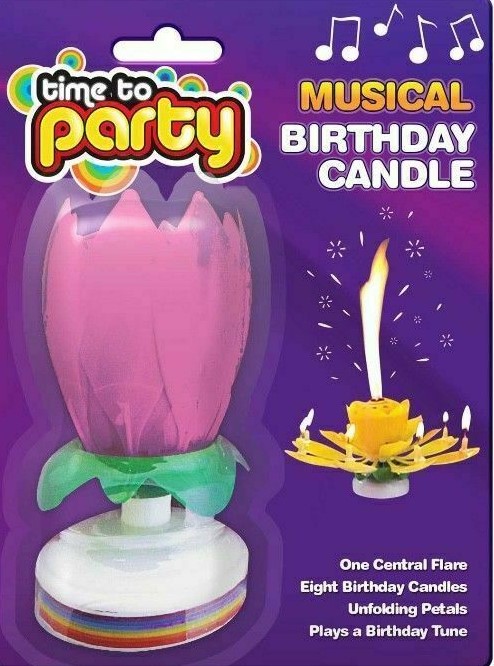 time to
party
MUSICAL
BIRTHDAY
CANDLE
One Central Flare
Eight Birthday Candles
Unfolding Petals
Plays a Birthday Tune